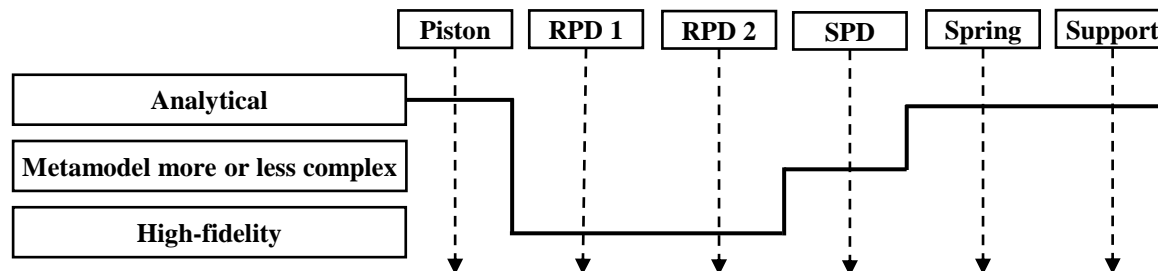 Piston
RPD 1
RPD 2
SPD
Spring
Support
Analytical
Metamodel more or less complex
High-fidelity